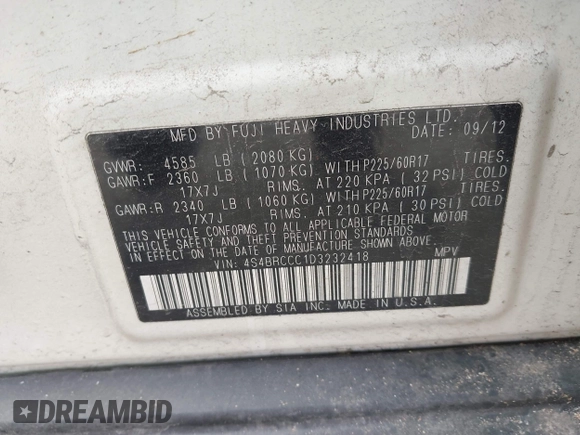 MFD BY FUJI HEAVY INDUSTRIES LTD.
DATE: 09/12
GVWR: 4585 LB (2080 KG)
GAWR:F 2360 LB (1070 KG) WITH P225/60R17 TIRES.
17X7J RIMS. AT 220 KPA ( 32 PSI) COLD
GAWR:R 2340 LB (1060 KG) WITH P225/60R17 TIRES.
17X7J RIMS. AT 210 KPA ( 30 PSI) COLD
THIS VEHICLE CONFORMS TO ALL APPLICABLE FEDERAL MOTOR
VEHICLE SAFETY AND THEFT PREVENTION STANDARDS
IN EFFECT ON THE DATE OF MANUFACTURE SHOWN ABOVE.
VIN: 4S4BRCCC1D3232418 MPV
ASSEMBLED BY SIA INC. MADE IN U.S.A.
DREAMBID